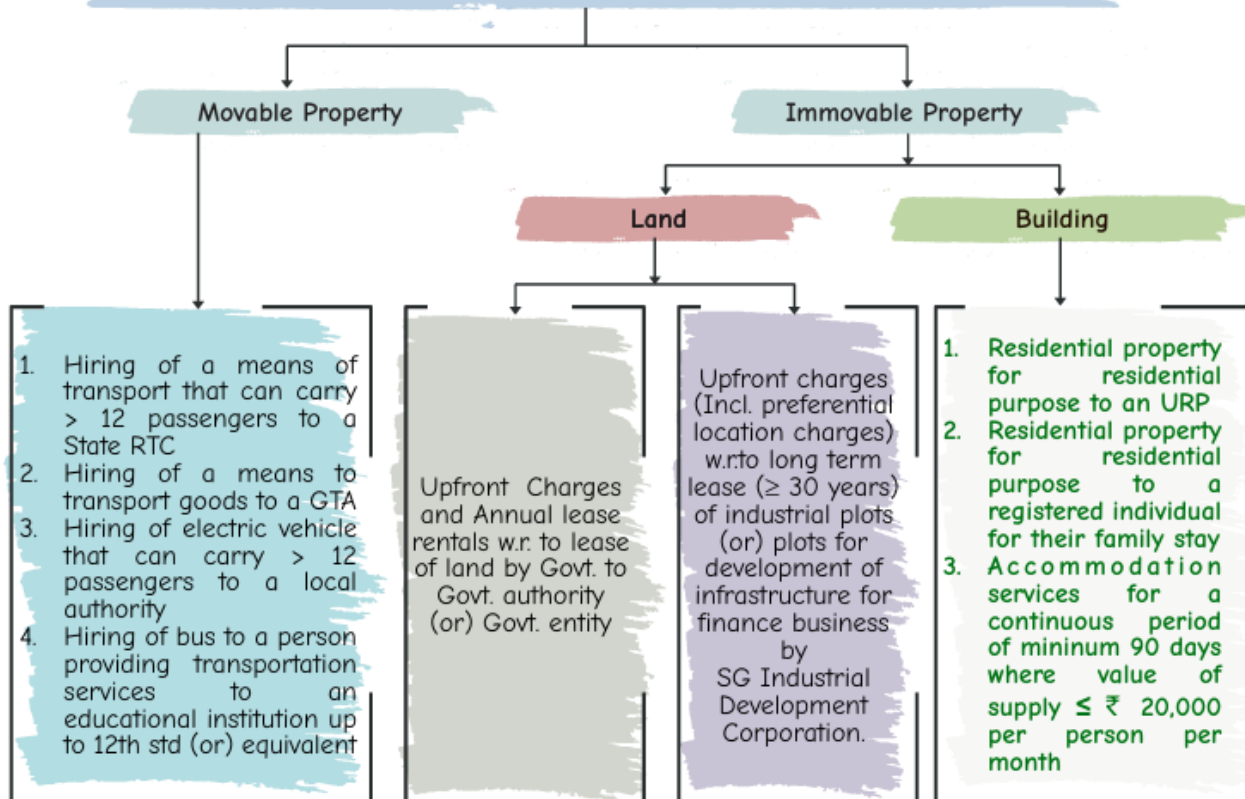 Movable Property
Immovable Property
Land
Building
1. Hiring of a means of
transport that can carry
> 12 passengers to a
State RTC
2. Hiring of a means to
transport goods to a GTA
3. Hiring of electric vehicle
that can carry > 12
passengers to a local
authority
4. Hiring of bus to a person
providing transportation
services to an
educational institution up
to 12th std (or) equivalent
Upfront Charges
and Annual lease
rentals w.r. to lease
of land by Govt. to
Govt. authority
(or) Govt. entity
Upfront charges
(Incl. preferential
location charges)
w.r.to long term
lease (≥ 30 years)
of industrial plots
(or) plots for
development of
infrastructure for
finance business
by
SG Industrial
Development
Corporation.
1. Residential property
for residential
purpose to an URP
2. Residential property
for residential
purpose to a
registered individual
for their family stay
3. Accommodation
services for a
continuous period
of mininum 90 days
where value of
supply ≤ ₹ 20,000
per person per
month